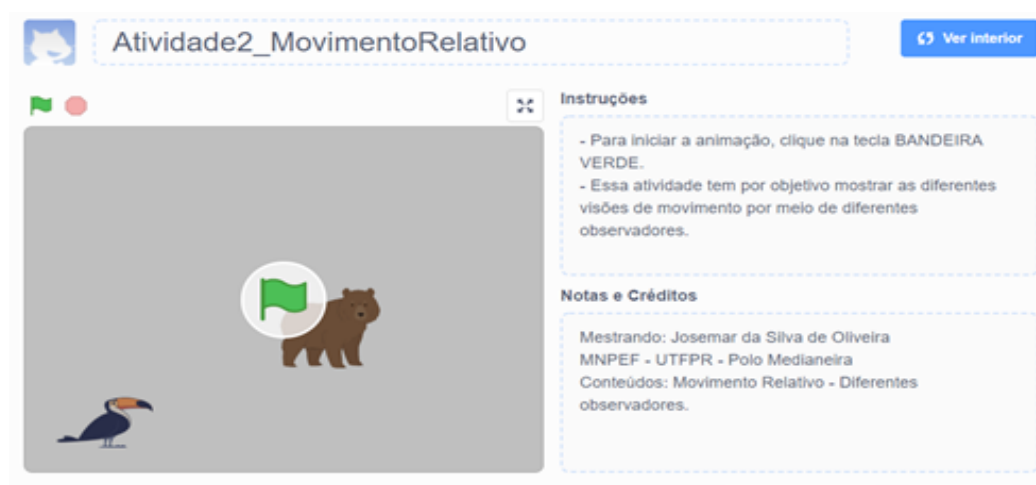 Atividade2_MovimentoRelativo
Ver interior
Instruções
- Para iniciar a animação, clique na tecla BANDEIRA
VERDE.
- Essa atividade tem por objetivo mostrar as diferentes
visões de movimento por meio de diferentes
observadores.
Notas e Créditos
Mestrando: Josemar da Silva de Oliveira
MNPEF - UTFPR - Polo Medianeira
Conteúdos: Movimento Relativo - Diferentes
observadores.